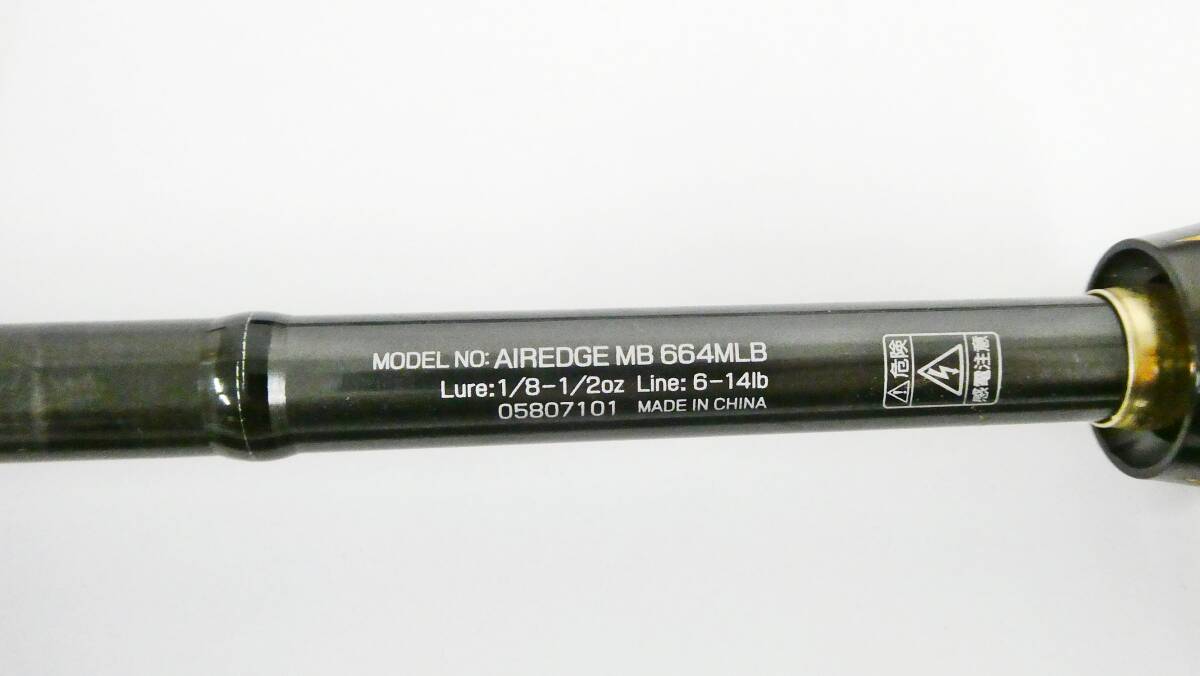 MODEL NO: AIREDGE MB 664MLB
Lure:1/8-1/2oz Line: 6-14lb
05807101 MADE IN CHINA
危険
感電注意